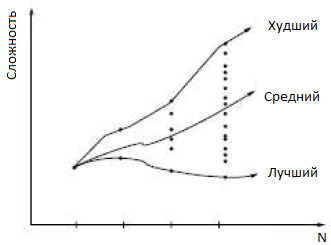 Сложность
Худший
Средний
Лучший
N